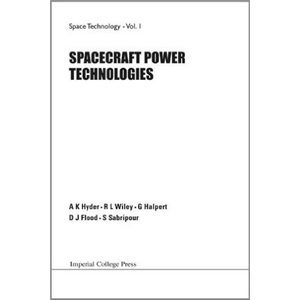 Space Technology - Vol. 1
SPACECRAFT POWER
TECHNOLOGIES
A K Hyder • R L Wiley • G Halpert
D J Flood • S Sabripour
Imperial College Press